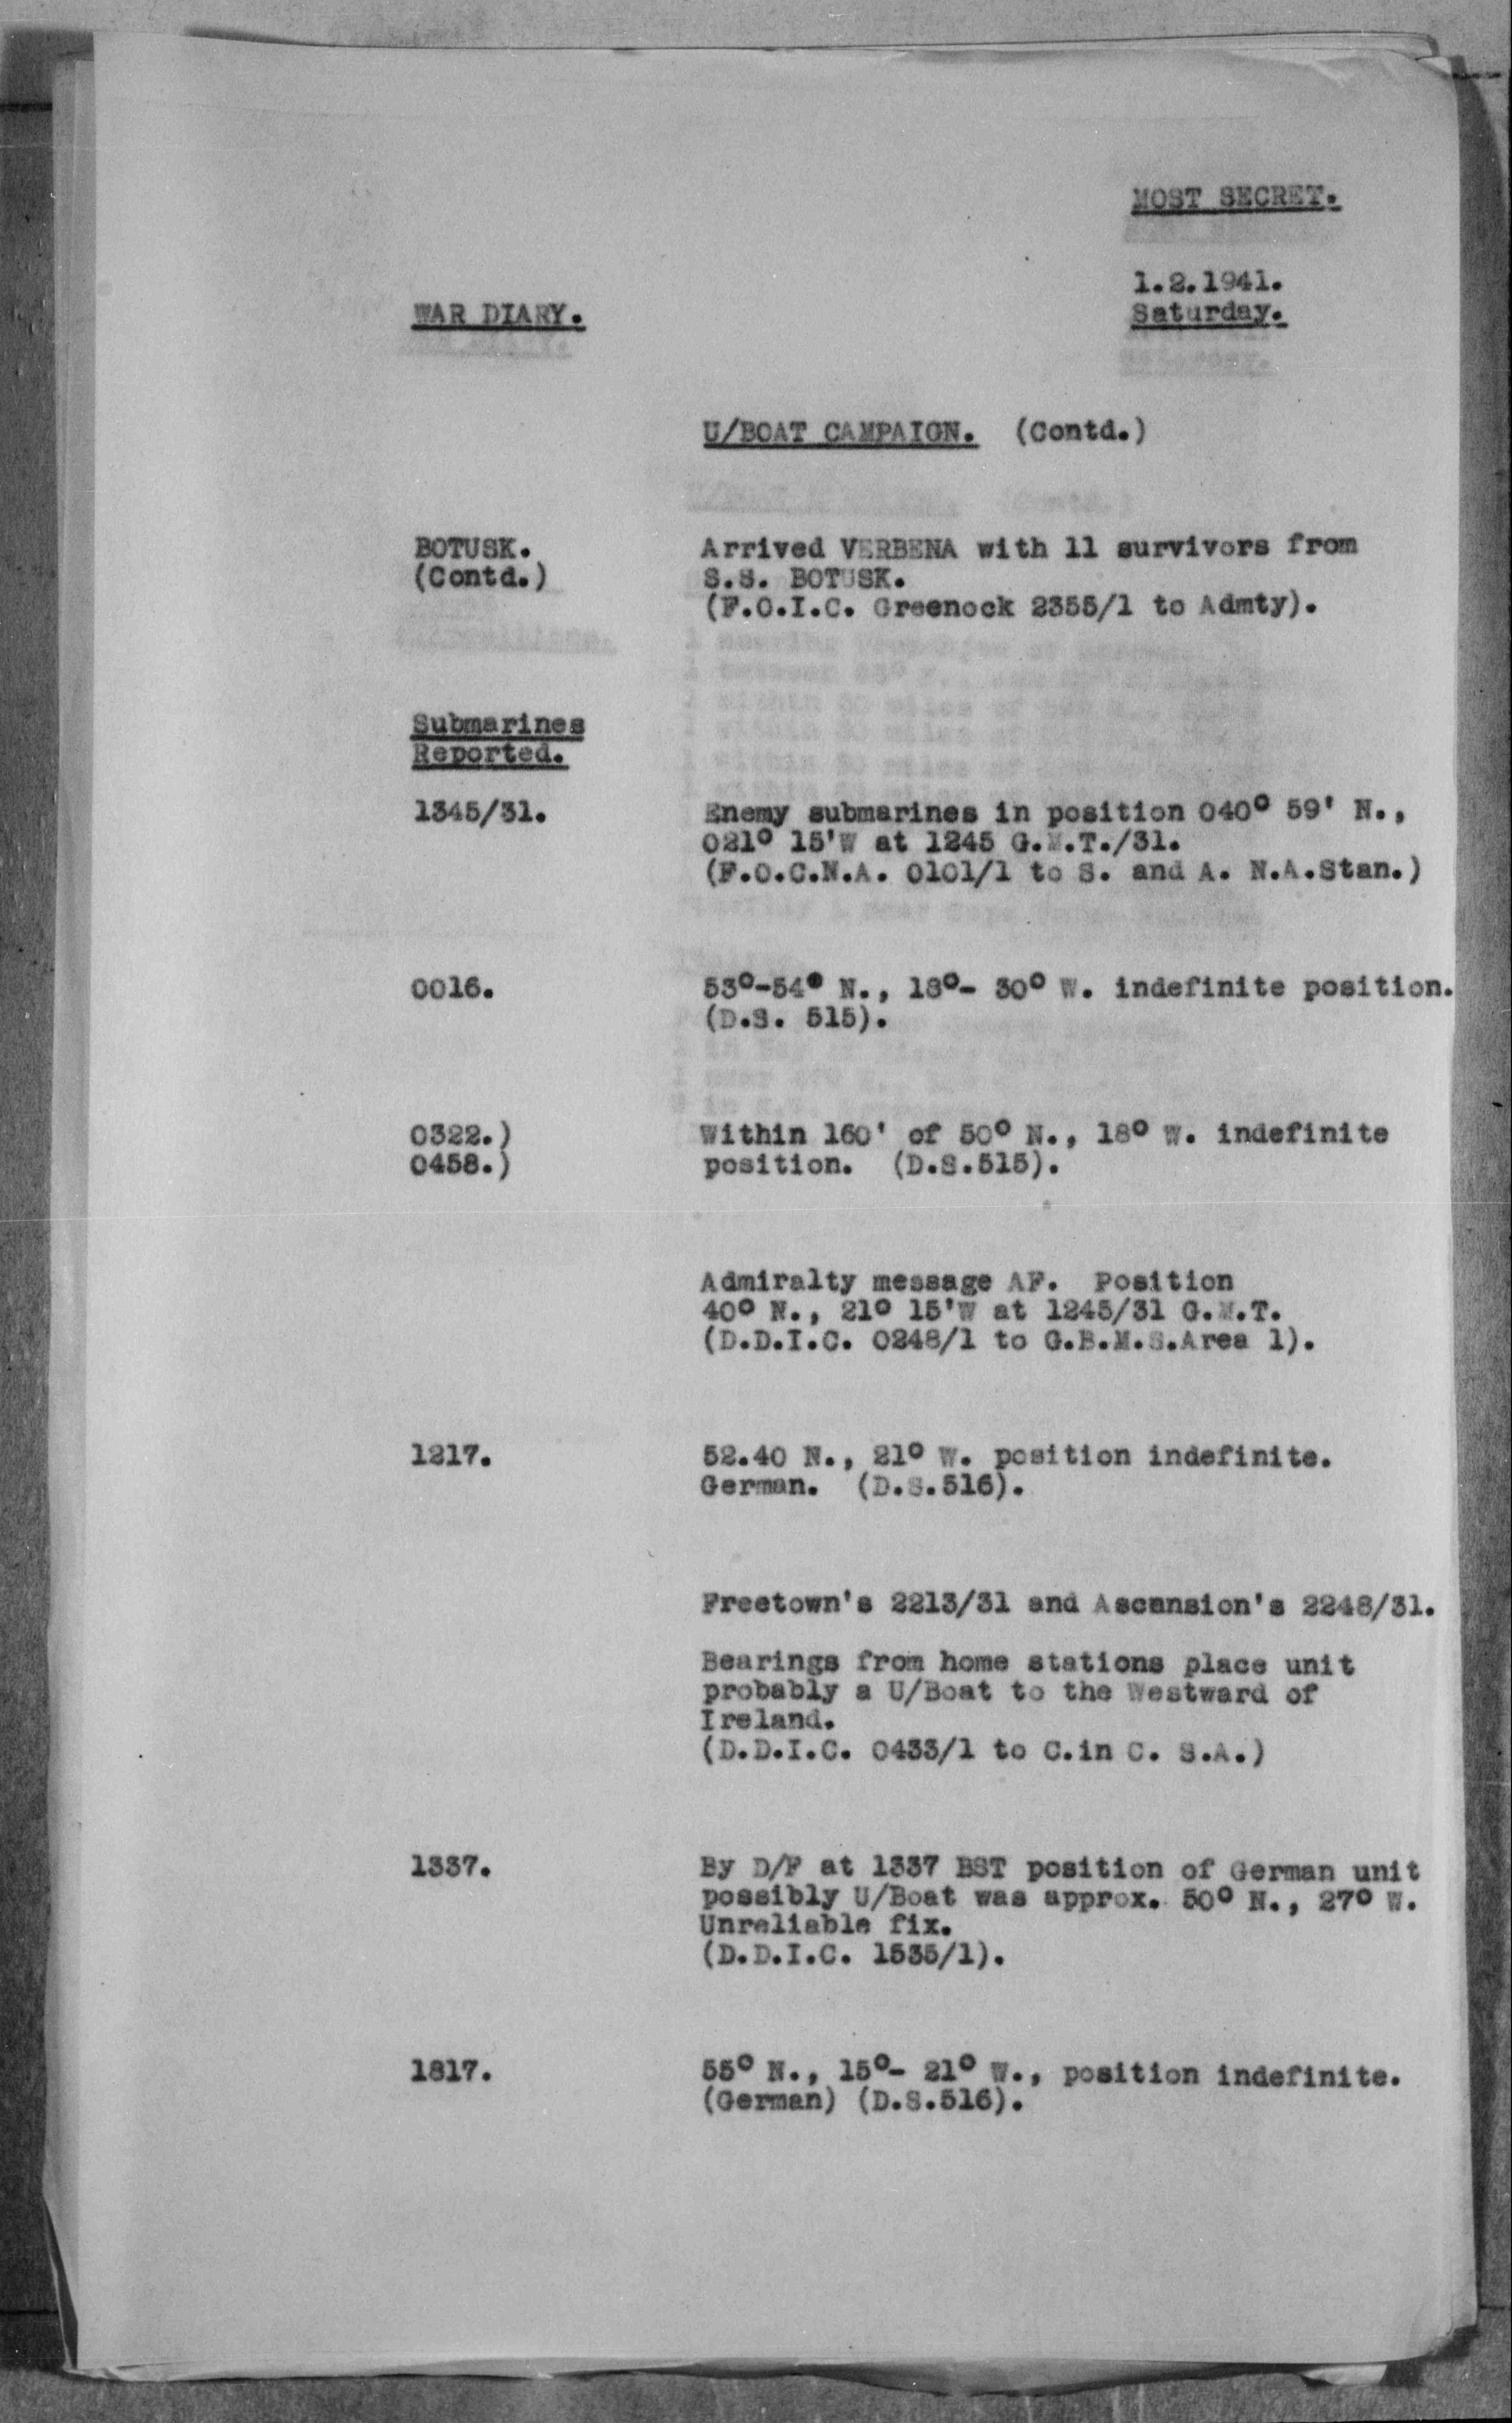 MOST SECRET.
1.2.1941.
WAR DIARY. Saturday.
U/BOAT CAMPAIGN. (Contd.)
BOTUSK. Arrived VERBENA with 11 survivors from
(Contd.) S.S. BOTUSK.
(F.O.I.C. Greenock 2355/1 to Admty).
Submarines
Reported.
1345/31. Enemy submarines in position 040° 59' N.,
021° 15'W at 1245 G.M.T./31.
(F.O.C.N.A. 0101/1 to S. and A. N.A.Stan.)
0016. 53°-54° N., 18°- 30° W. indefinite position.
(D.S. 515).
0322.) Within 160' of 50° N., 18° W. indefinite
0458.) position. (D.S.515).
Admiralty message AF. Position
40° N., 21° 15'W at 1245/31 G.M.T.
(D.D.I.C. 0248/1 to G.B.M.S.Area 1).
1217. 52.40 N., 21° W. position indefinite.
German. (D.S.516).
Freetown's 2213/31 and Ascension's 2248/31.
Bearings from home stations place unit
probably a U/Boat to the Westward of
Ireland.
(D.D.I.C. 0433/1 to C.in C. S.A.)
1337. By D/F at 1337 BST position of German unit
possibly U/Boat was approx. 50° N., 27° W.
Unreliable fix.
(D.D.I.C. 1535/1).
1817. 55° N., 15°- 21° W., position indefinite.
(German) (D.S.516).